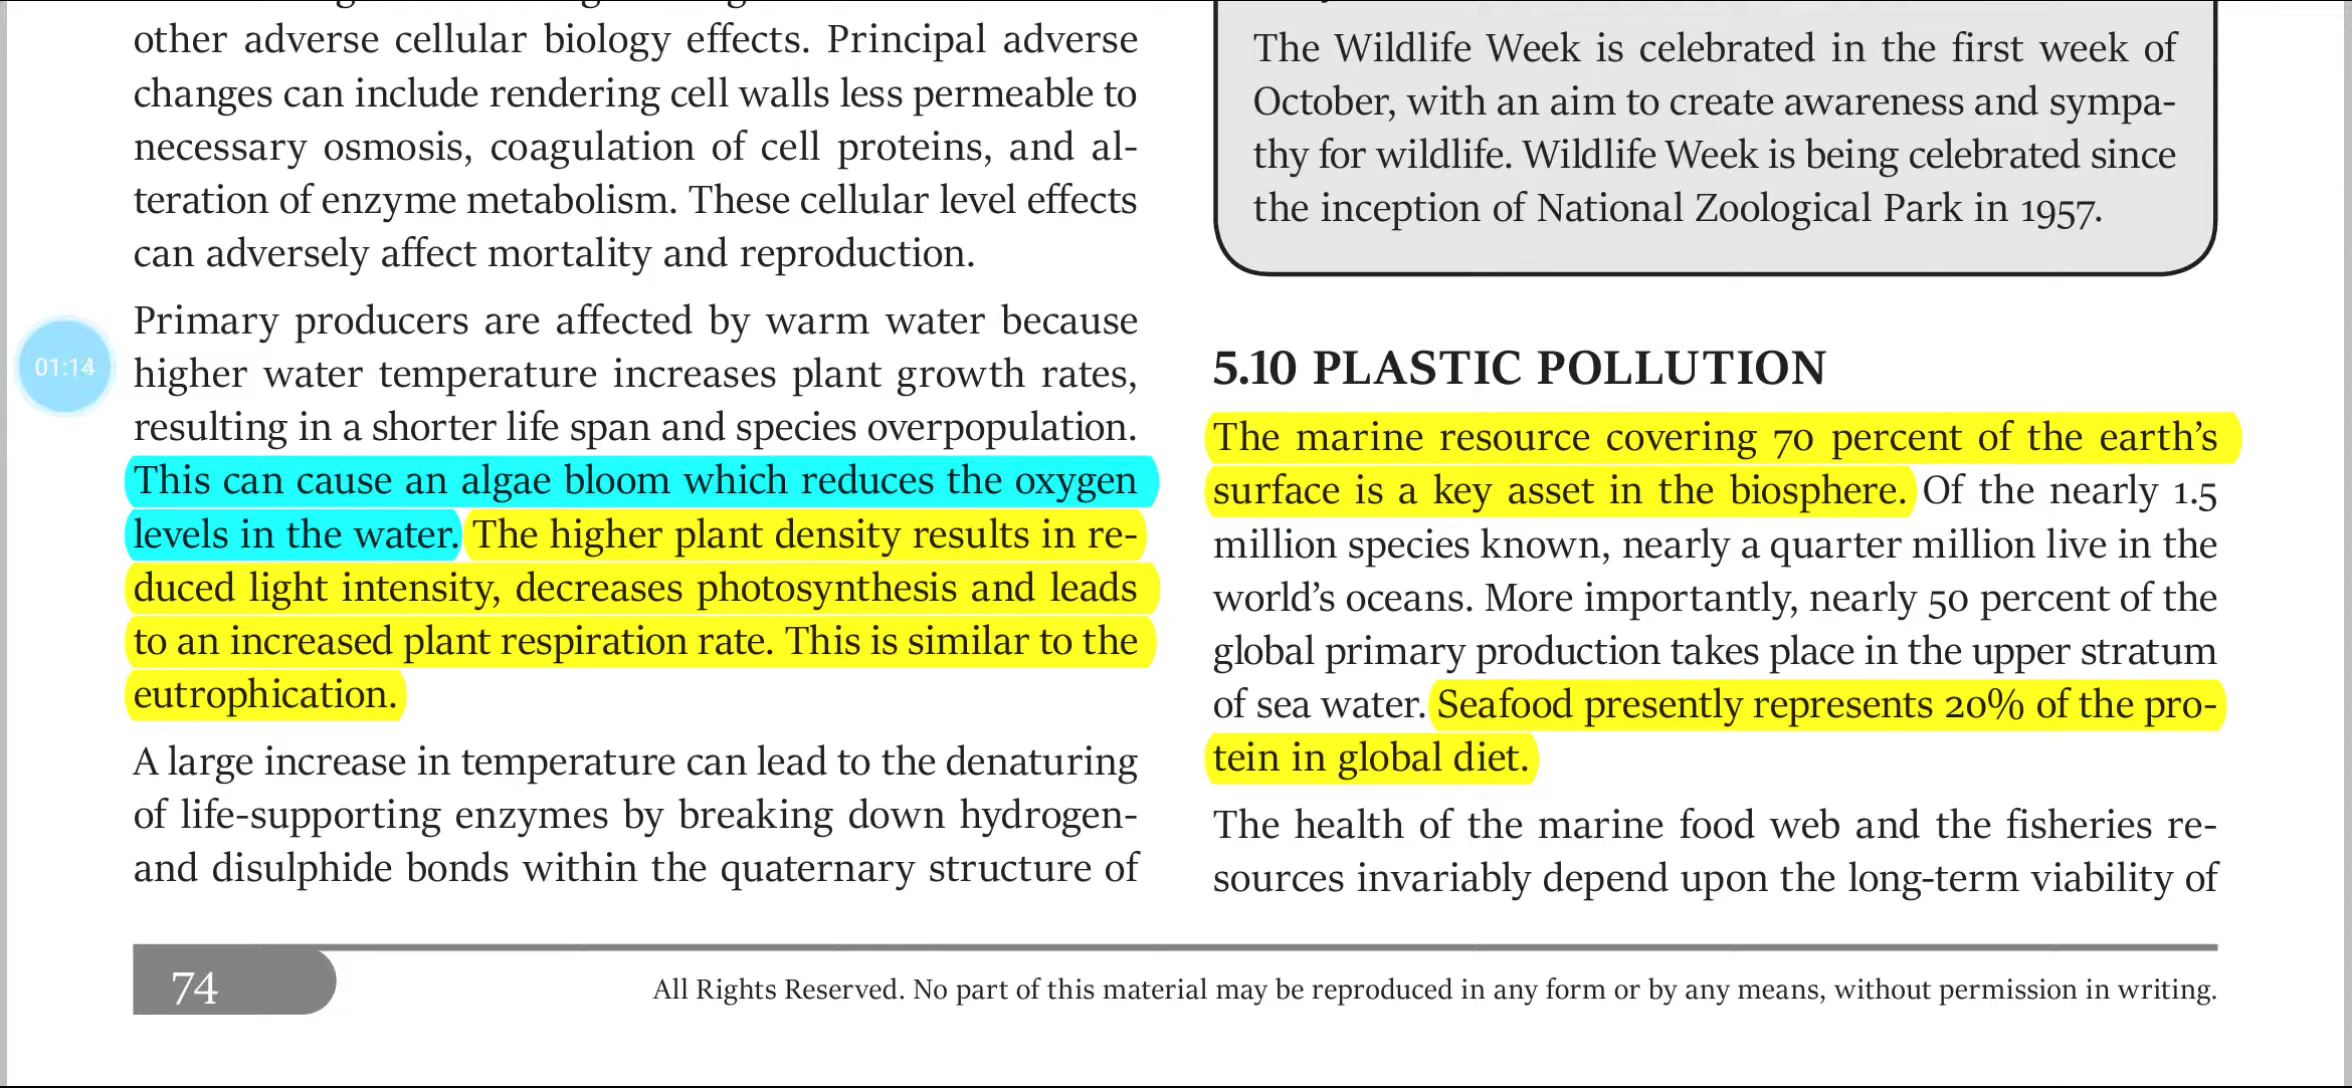 other adverse cellular biology effects. Principal adverse
changes can include rendering cell walls less permeable to
necessary osmosis, coagulation of cell proteins, and al-
teration of enzyme metabolism. These cellular level effects
can adversely affect mortality and reproduction.
01:14
Primary producers are affected by warm water because
higher water temperature increases plant growth rates,
resulting in a shorter life span and species overpopulation.
This can cause an algae bloom which reduces the oxygen
levels in the water. The higher plant density results in re-
duced light intensity, decreases photosynthesis and leads
to an increased plant respiration rate. This is similar to the
eutrophication.
A large increase in temperature can lead to the denaturing
of life-supporting enzymes by breaking down hydrogen-
and disulphide bonds within the quaternary structure of
The Wildlife Week is celebrated in the first week of
October, with an aim to create awareness and sympa-
thy for wildlife. Wildlife Week is being celebrated since
the inception of National Zoological Park in 1957.
5.10 PLASTIC POLLUTION
The marine resource covering 70 percent of the earth's
surface is a key asset in the biosphere. Of the nearly 1.5
million species known, nearly a quarter million live in the
world's oceans. More importantly, nearly 50 percent of the
global primary production takes place in the upper stratum
of sea water. Seafood presently represents 20% of the pro-
tein in global diet.
The health of the marine food web and the fisheries re-
sources invariably depend upon the long-term viability of
74
All Rights Reserved. No part of this material may be reproduced in any form or by any means, without permission in writing.